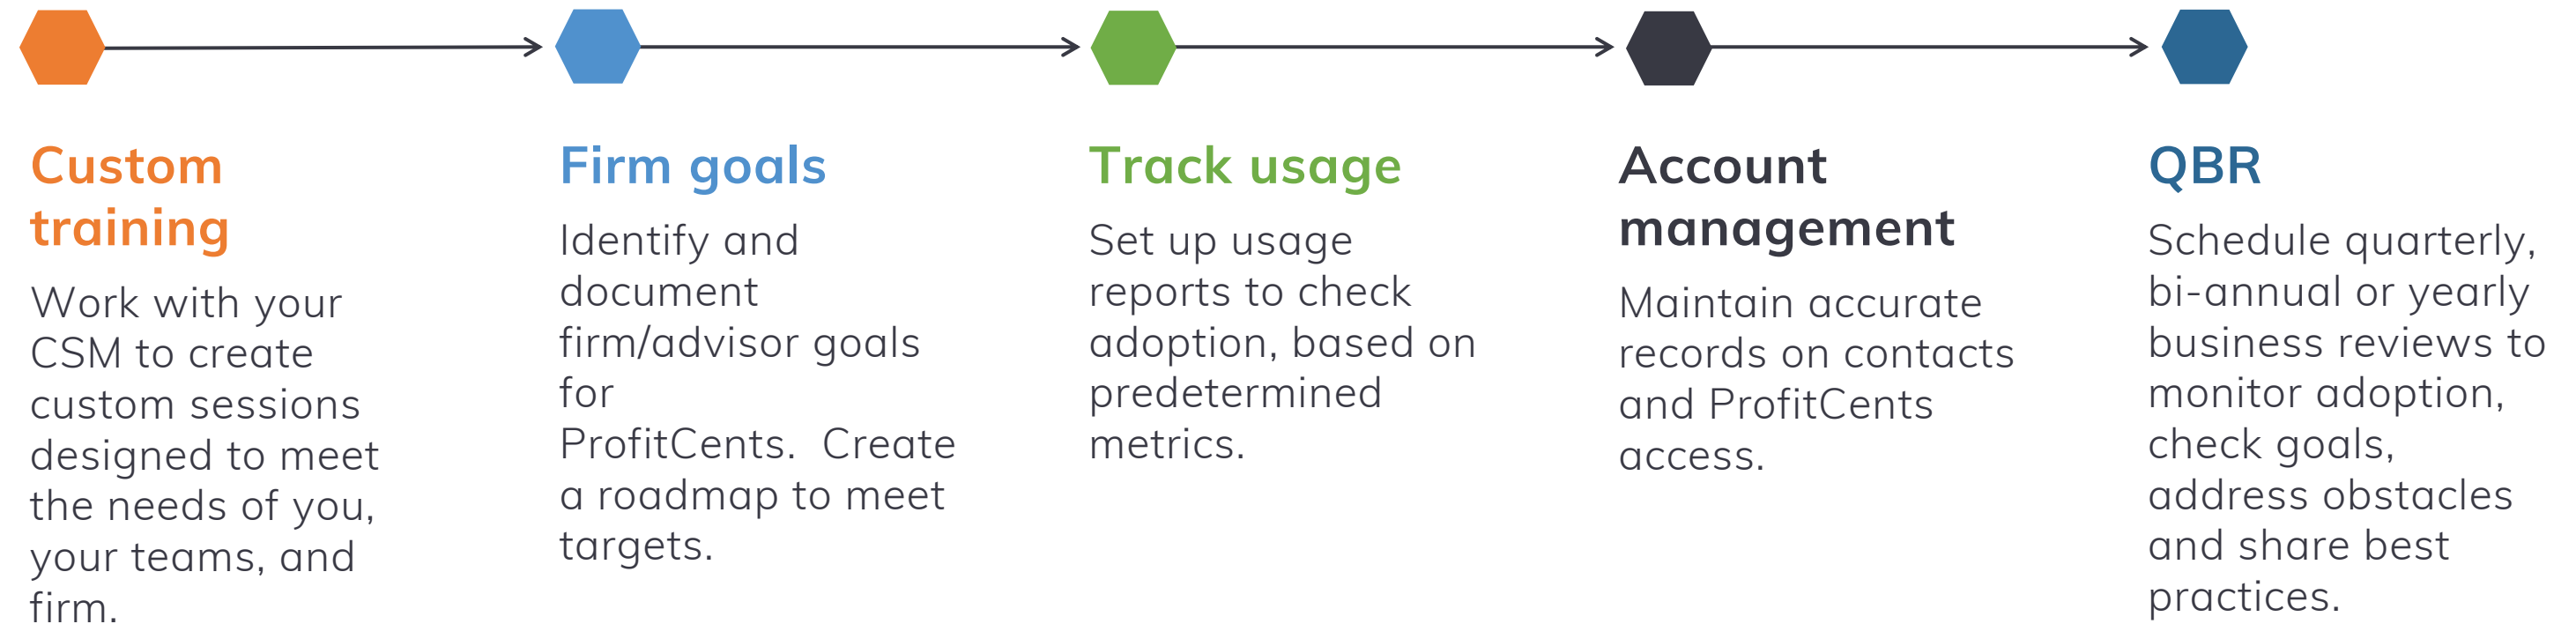 Custom
training
Work with your
CSM to create
custom sessions
designed to meet
the needs of you,
your teams, and
firm.
Firm goals
Identify and
document
firm/advisor goals
for
ProfitCents.  Create
a roadmap to meet
targets.
Track usage
Set up usage
reports to check
adoption, based on
predetermined
metrics.
Account
management
Maintain accurate
records on contacts
and ProfitCents
access.
QBR
Schedule quarterly,
bi-annual or yearly
business reviews to
monitor adoption,
check goals,
address obstacles
and share best
practices.